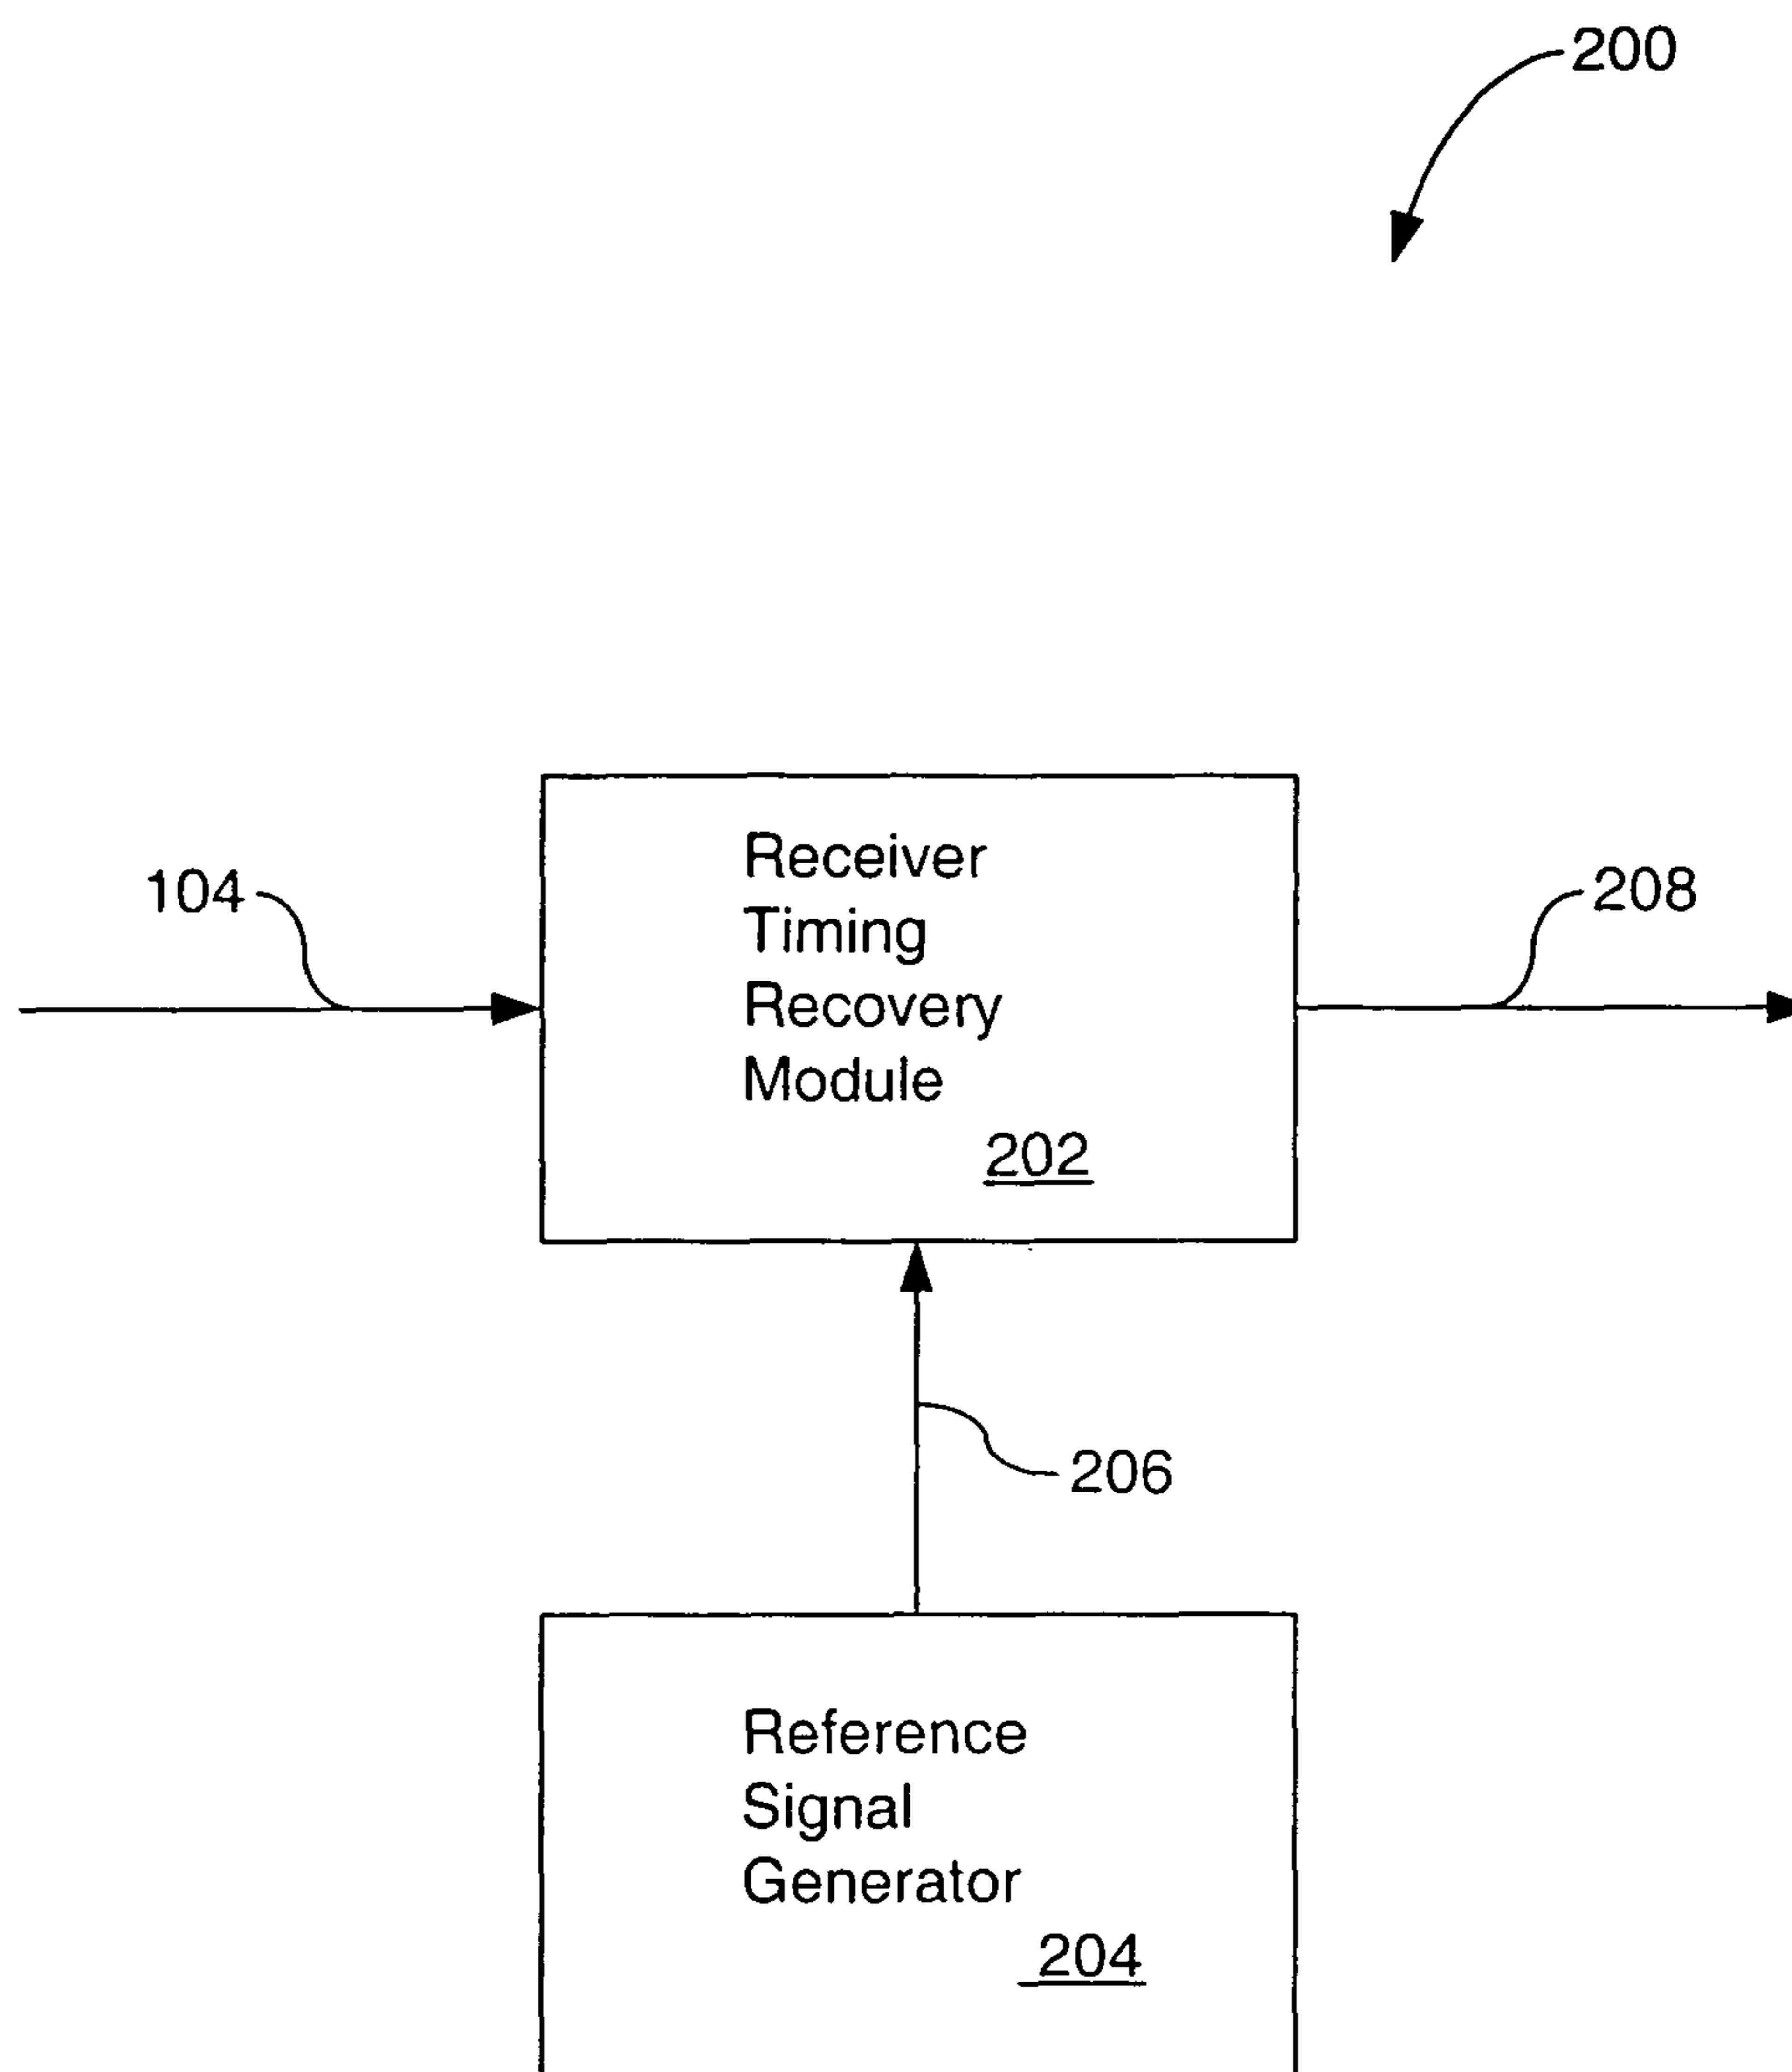 200
104
Receiver
Timing
Recovery
Module
202
208
206
Reference
Signal
Generator
204